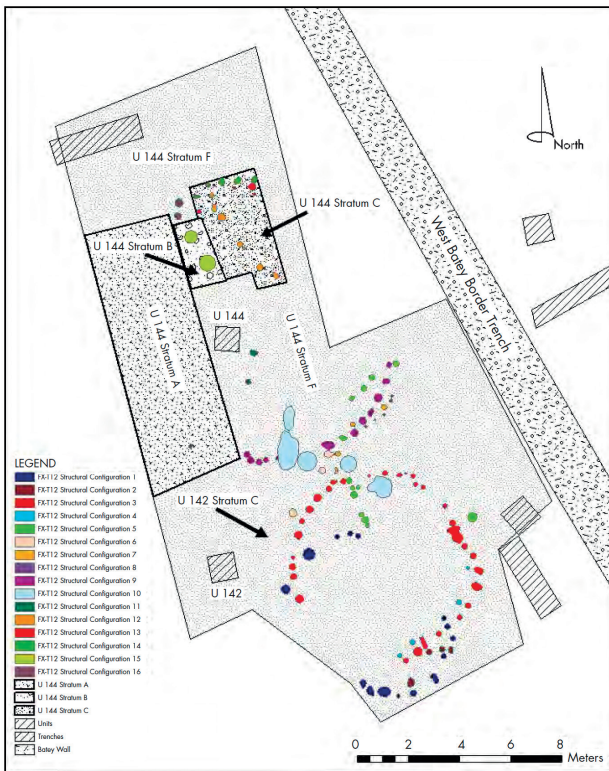 North
U 144 Stratum F
U 144 Stratum C
U 144 Stratum B
West Batey Border Trench
U 144 Stratum A
U 144
U 144 Stratum F
U 142 Stratum C
U 142
LEGEND
FX-T12 Structural Configuration 1
FX-T12 Structural Configuration 2
FX-T12 Structural Configuration 3
FX-T12 Structural Configuration 4
FX-T12 Structural Configuration 5
FX-T12 Structural Configuration 6
FX-T12 Structural Configuration 7
FX-T12 Structural Configuration 8
FX-T12 Structural Configuration 9
FX-T12 Structural Configuration 10
FX-T12 Structural Configuration 11
FX-T12 Structural Configuration 12
FX-T12 Structural Configuration 13
FX-T12 Structural Configuration 14
FX-T12 Structural Configuration 15
FX-T12 Structural Configuration 16
U 144 Stratum A
U 144 Stratum B
U 144 Stratum C
Units
Trenches
Batey Wall
0 2 4 6 8
Meters